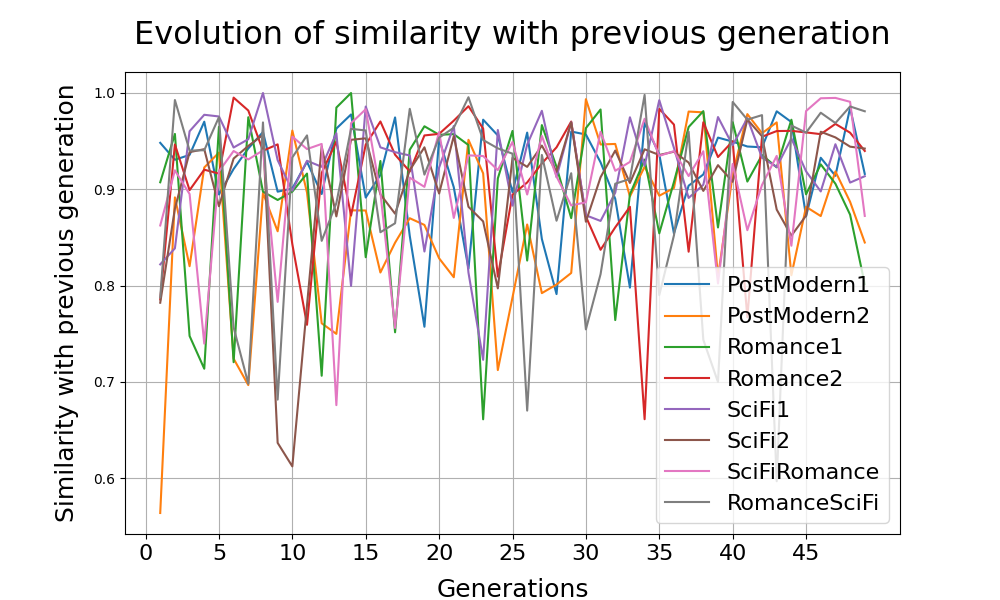 Evolution of similarity with previous generation
Similarity with previous generation
1.0
0.9
0.8
0.7
0.6
0 5 10 15 20 25 30 35 40 45
Generations
PostModern1
PostModern2
Romance1
Romance2
SciFi1
SciFi2
SciFiRomance
RomanceSciFi